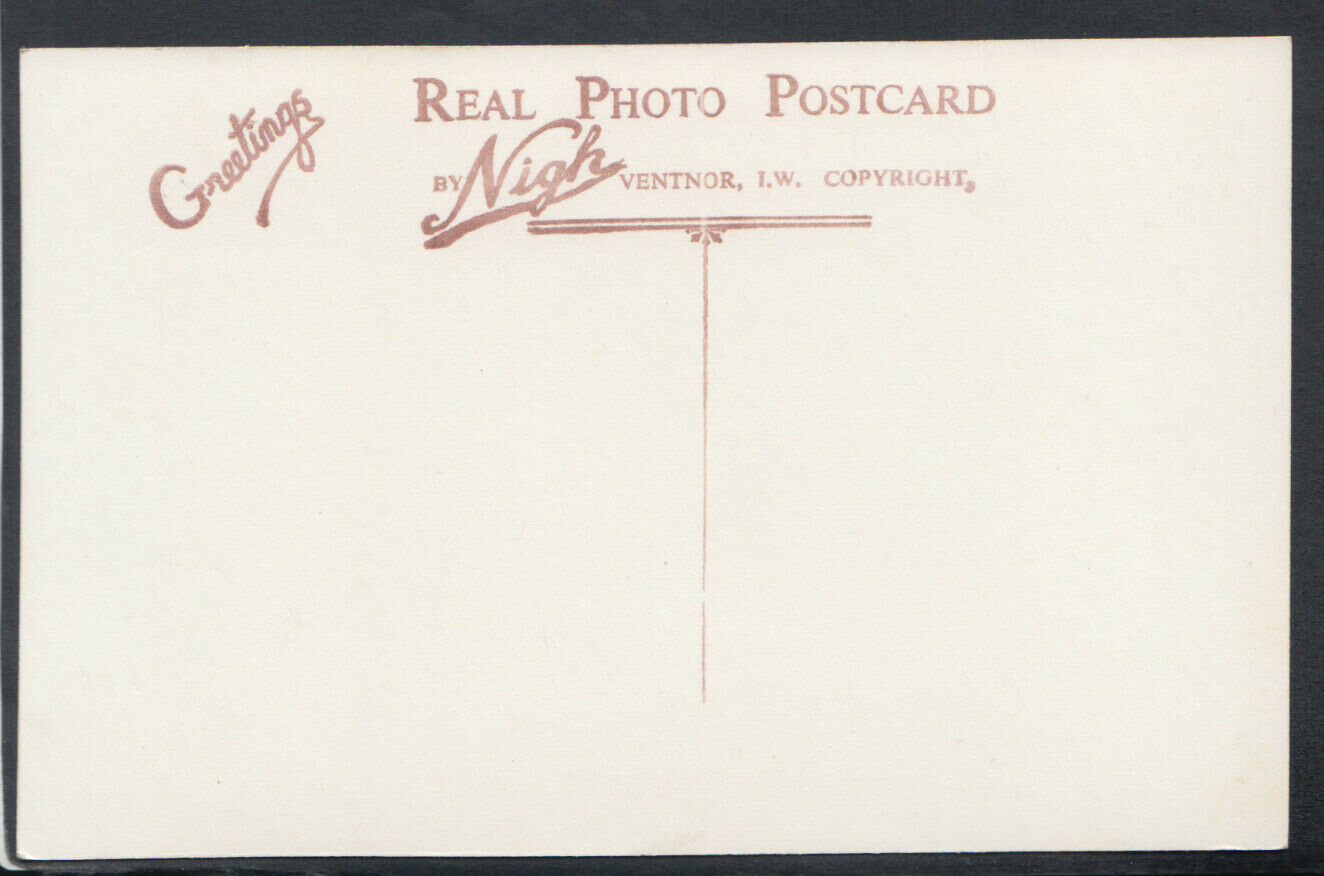 Greetings
REAL PHOTO POSTCARD
BY Nigh VENTNOR, I.W. COPYRIGHT,